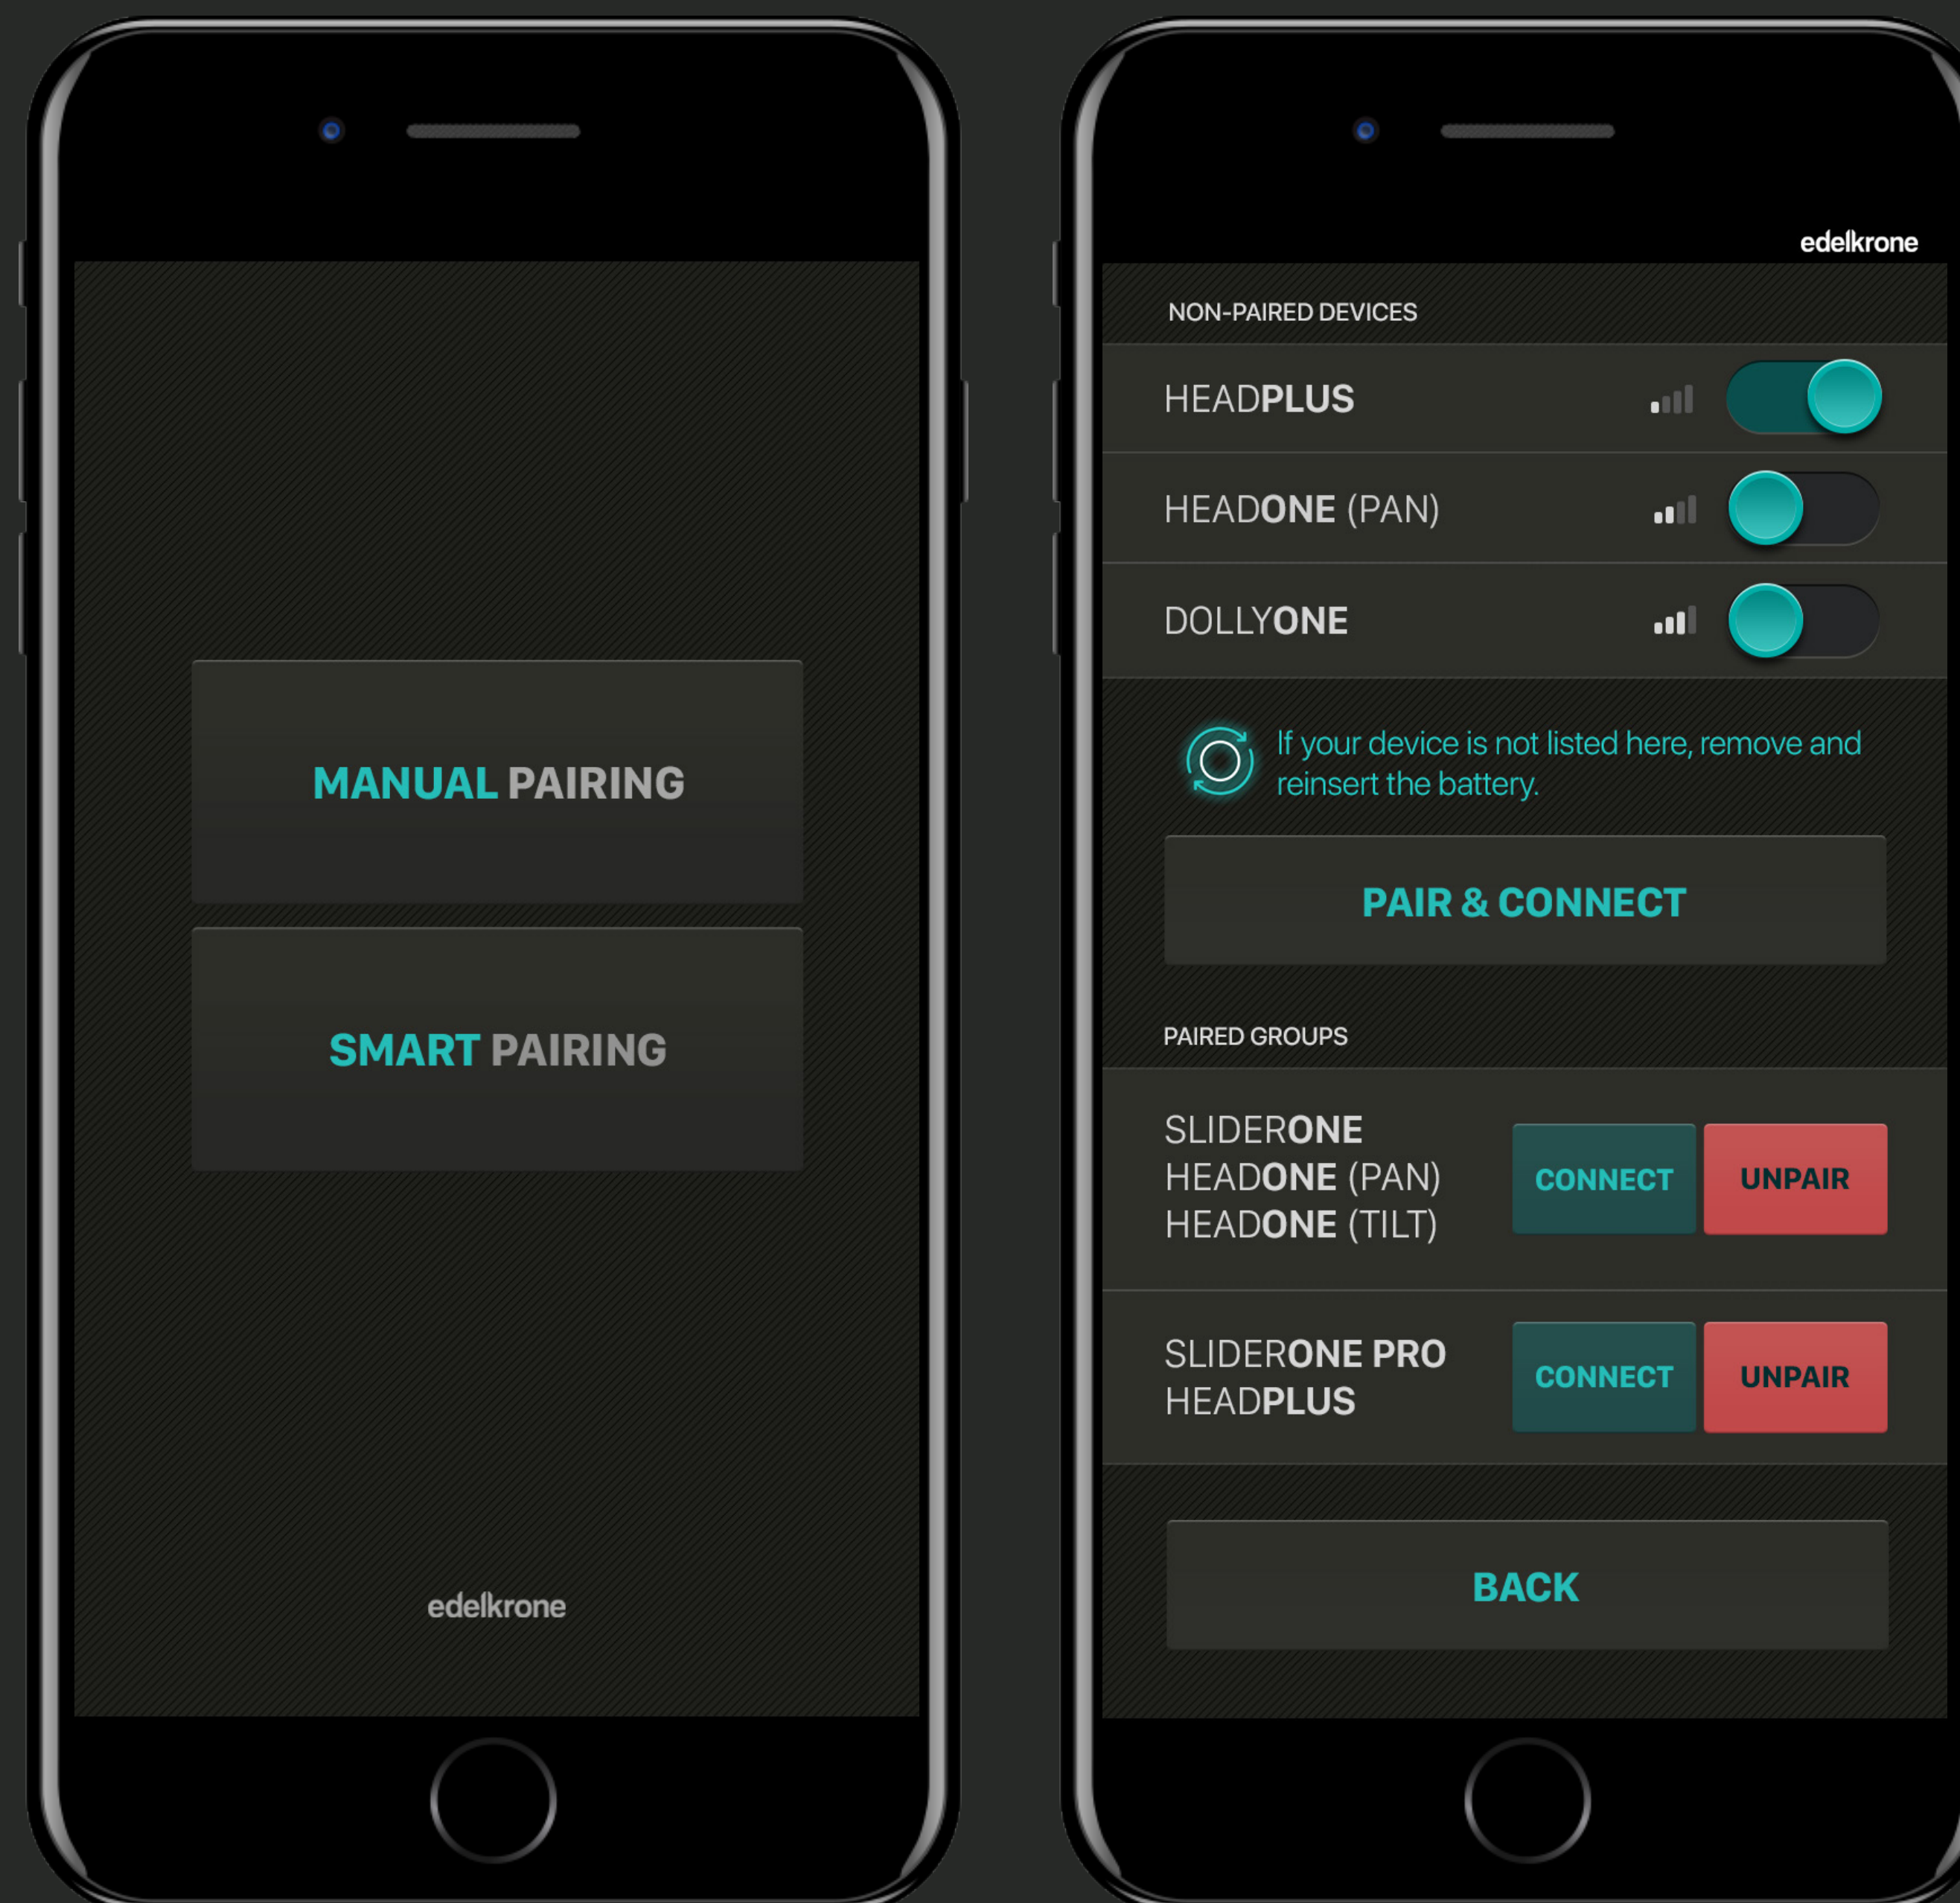 MANUAL PAIRING
SMART PAIRING
edelkrone
edelkrone
NON-PAIRED DEVICES
HEADPLUS
HEADONE (PAN)
DOLLYONE
If your device is not listed here, remove and
reinsert the battery.
PAIR & CONNECT
PAIRED GROUPS
SLIDERONE
HEADONE (PAN)
HEADONE (TILT)
CONNECT
UNPAIR
SLIDERONE PRO
HEADPLUS
CONNECT
UNPAIR
BACK